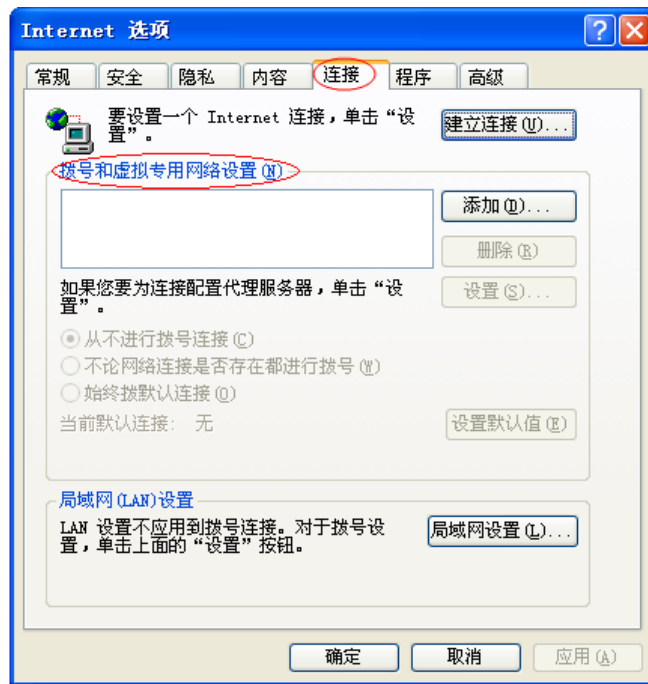 Internet 选项
常规 安全 隐私 内容 连接 程序 高级
要设置一个 Internet 连接，单击“设
置”。
建立连接(U)...
拨号和虚拟专用网络设置(N)
添加(D)...
删除(R)
如果您要为连接配置代理服务器，单击“设
置”。
设置(S)...
从不进行拨号连接(C)
不论网络连接是否存在都进行拨号(W)
始终拨默认连接(O)
当前默认连接: 无
设置默认值(E)
局域网(LAN)设置
LAN 设置不应用到拨号连接。对于拨号设
置，单击上面的“设置”按钮。
局域网设置(L)...
确定 取消 应用(A)